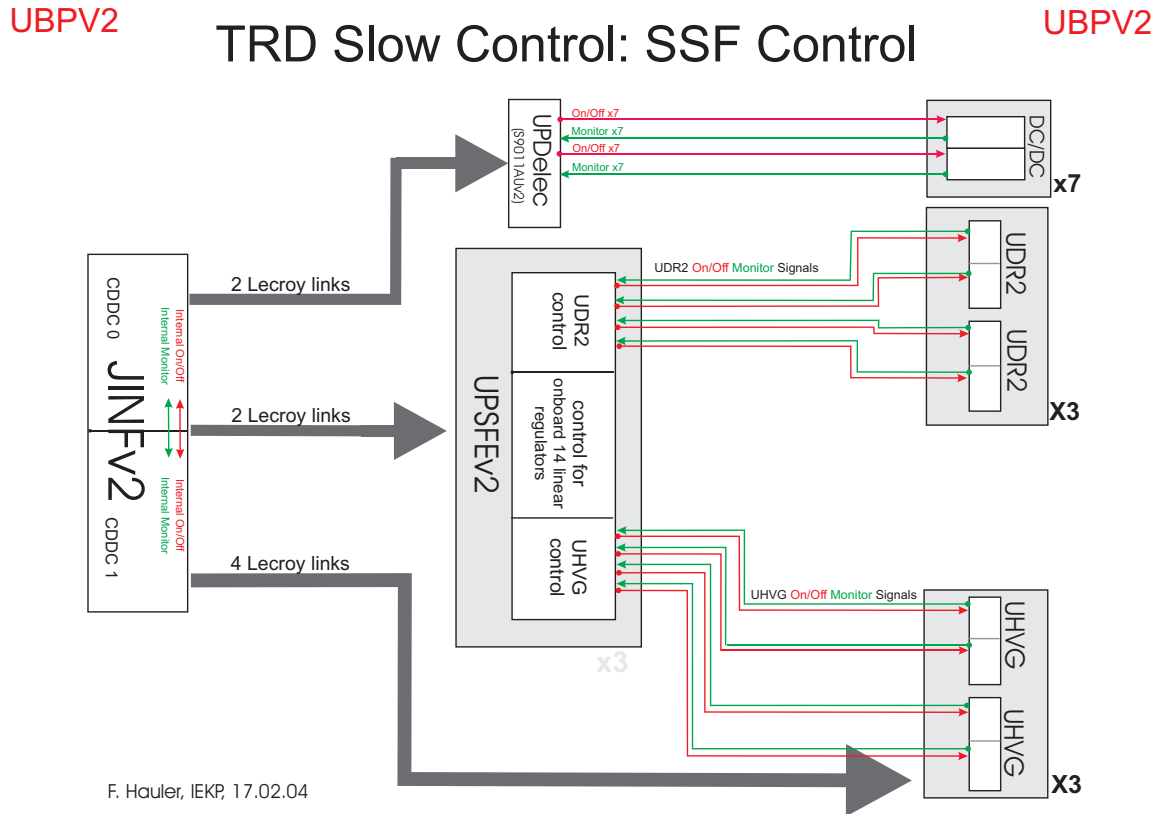 UBPV2
TRD Slow Control: SSF Control
UBPV2
UPDelec
(S9011AUv2)
On/Off x7
Monitor x7
On/Off x7
Monitor x7
DC/DC
x7
CDDC 0
JINFv2
CDDC 1
Internal On/Off
Internal Monitor
Internal On/Off
Internal Monitor
2 Lecroy links
2 Lecroy links
4 Lecroy links
UPSFEv2
UDR2
control
control for
onboard 14 linear
regulators
UHVG
control
x3
UDR2 On/Off Monitor Signals
UDR2
UDR2
X3
UHVG On/Off Monitor Signals
UHVG
UHVG
X3
F. Hauler, IEKP, 17.02.04